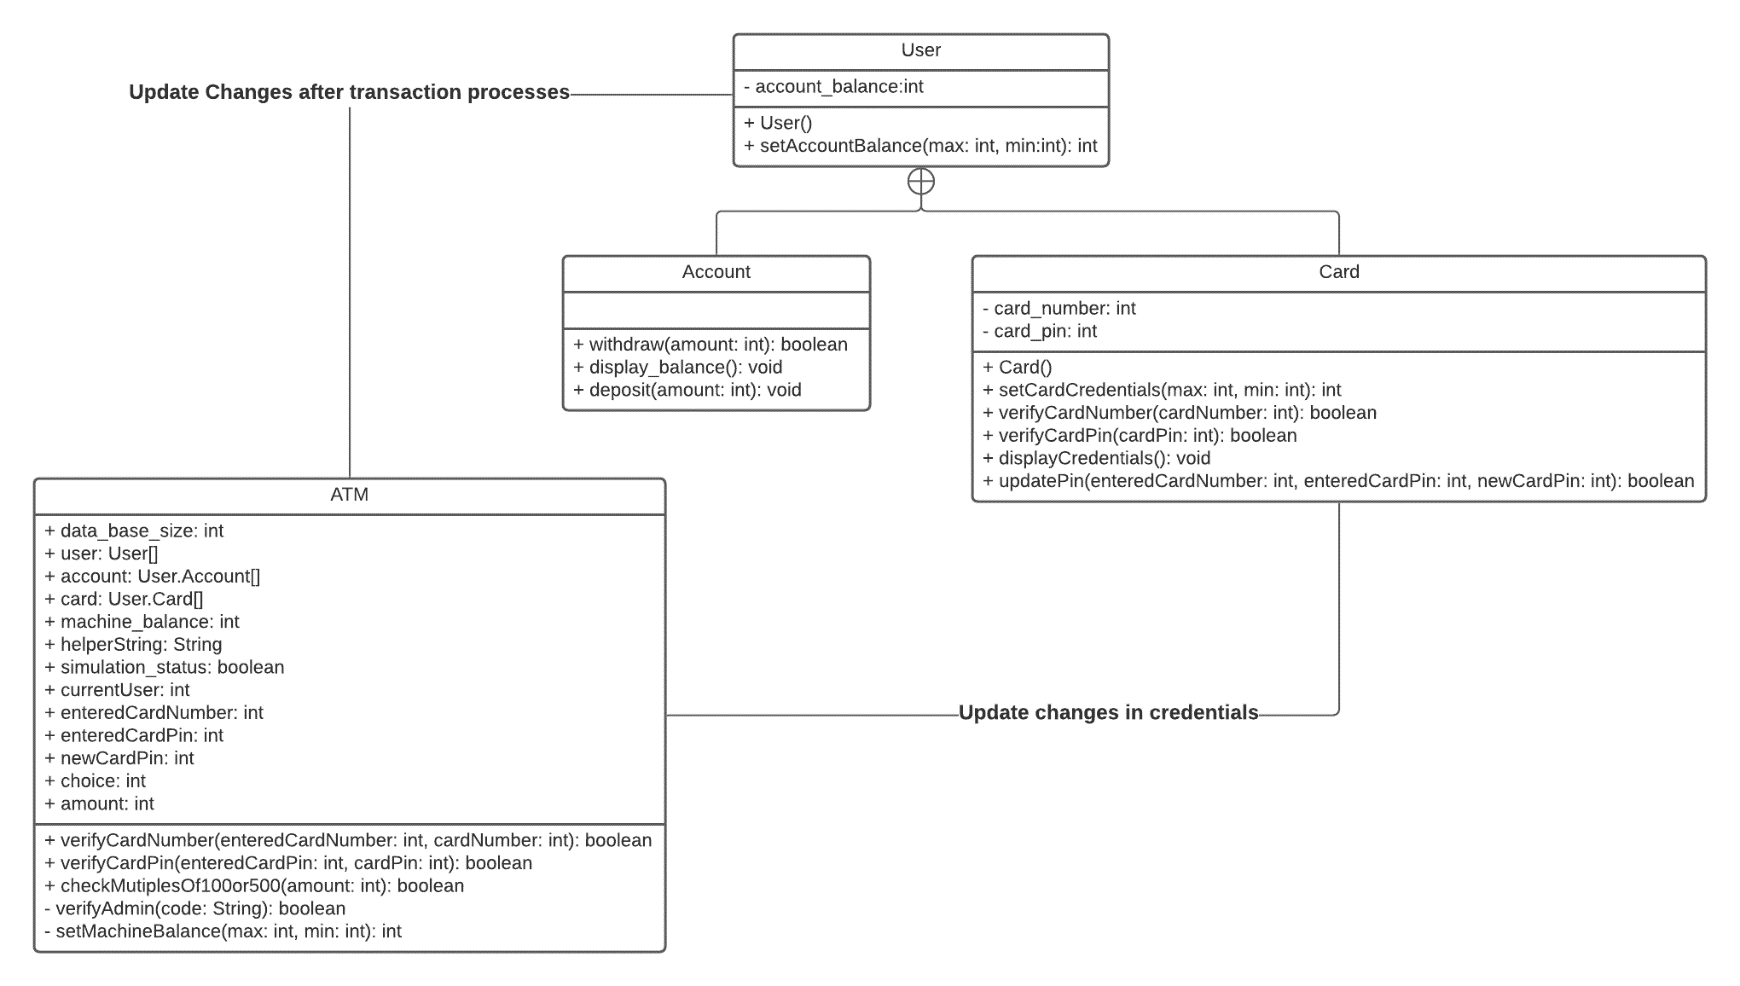 User
- account_balance:int
+ User()
+ setAccountBalance(max: int, min:int): int
Update Changes after transaction processes
Account
+ withdraw(amount: int): boolean
+ display_balance(): void
+ deposit(amount: int): void
Card
- card_number: int
- card_pin: int
+ Card()
+ setCardCredentials(max: int, min: int): int
+ verifyCardNumber(cardNumber: int): boolean
+ verifyCardPin(cardPin: int): boolean
+ displayCredentials(): void
+ updatePin(enteredCardNumber: int, enteredCardPin: int, newCardPin: int): boolean
ATM
+ data_base_size: int
+ user: User[]
+ account: User.Account[]
+ card: User.Card[]
+ machine_balance: int
+ helperString: String
+ simulation_status: boolean
+ currentUser: int
+ enteredCardNumber: int
+ enteredCardPin: int
+ newCardPin: int
+ choice: int
+ amount: int
+ verifyCardNumber(enteredCardNumber: int, cardNumber: int): boolean
+ verifyCardPin(enteredCardPin: int, cardPin: int): boolean
+ checkMutiplesOf100or500(amount: int): boolean
- verifyAdmin(code: String): boolean
- setMachineBalance(max: int, min: int): int
Update changes in credentials